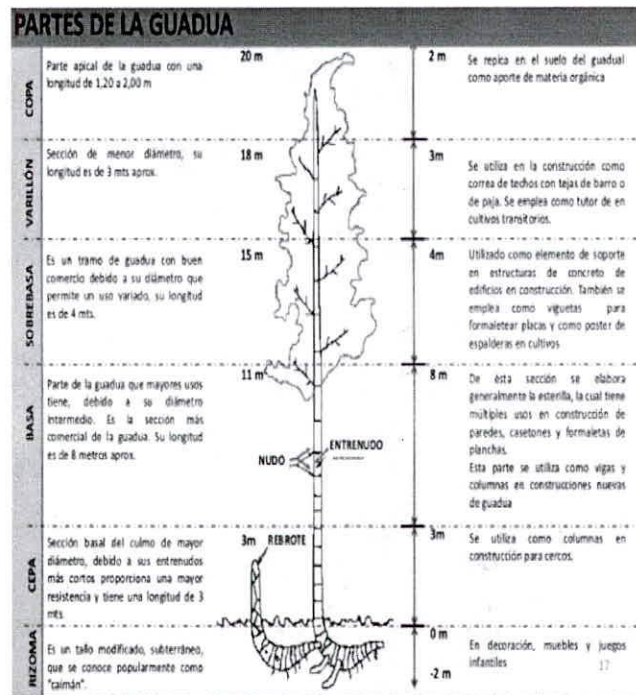 PARTES DE LA GUADUA
COPA
Parte apical de la guadua con una
longitud de 1,20 a 2,00 m
20 m
2 m
Se repica en el suelo del guadual
como aporte de materia orgánica
VARILLÓN
Sección de menor diámetro, su
longitud es de 3 mts aprox.
18 m
3m
Se utiliza en la construcción como
correa de techos con tejas de barro o
de paja. Se emplea como tutor de en
cultivos transitorios.
SOBREBASA
Es un tramo de guadua con buen
comercio debido a su diámetro que
permite un uso variado, su longitud
es de 4 mts.
15 m
4m
Utilizado como elemento de soporte
en estructuras de concreto de
edificios en construcción. También se
emplea como viguetas para
formaletear placas y como poster de
espalderas en cultivos
BASA
Parte de la guadua que mayores usos
tiene, debido a su diámetro
intermedio. Es la sección más
comercial de la guadua. Su longitud
es de 8 metros aprox.
11 m
NUDO
ENTRENUDO
8 m
De ésta sección se elabora
generalmente la esterilla, la cual tiene
múltiples usos en construcción de
paredes, casetones y formaletas de
planchas.
Esta parte se utiliza como vigas y
columnas en construcciones nuevas
de guadua
CEPA
Sección basal del culmo de mayor
diámetro, debido a sus entrenudos
más cortos proporciona una mayor
resistencia y tiene una longitud de 3
mts
3m
REBROTE
3m
Se utiliza como columnas en
construcción para cercos.
RIZOMA
Es un tallo modificado, subterráneo,
que se conoce popularmente como
"caimán".
0 m
-2 m
En decoración, muebles y juegos
infantiles
17